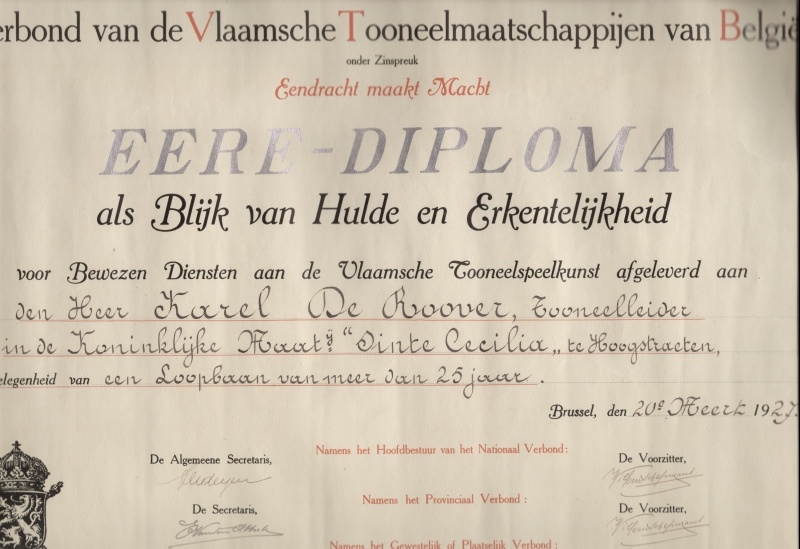 erbond van de Vlaamsche Tooneelmaatschappijen van België
onder Zinspreuk
Eendracht maakt Macht
EERE-DIPLOMA
als Blijk van Hulde en Erkentelijkheid
voor Bewezen Diensten aan de Vlaamsche Tooneelspeelkunst afgeleverd aan
den Heer Karel De Roover, Tooneelleider
in de Koninklijke Maatij. "Sinte Cecilia„ te Hoogstraeten,
elegenheid van een Loopbaan van meer dan 25 jaar.
Brussel, den 20e Meert 1927.
Namens het Hoofdbestuur van het Nationaal Verbond:
De Algemeene Secretaris, De Voorzitter,
Namens het Provinciaal Verbond :
De Secretaris, De Voorzitter,
Namens het Gewestelijk of Plaatselijk Verbond :